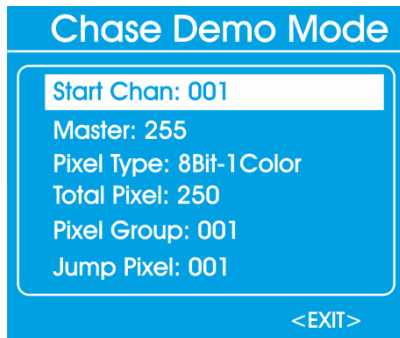 Chase Demo Mode
Start Chan: 001
Master: 255
Pixel Type: 8Bit-1Color
Total Pixel: 250
Pixel Group: 001
Jump Pixel: 001
<EXIT>